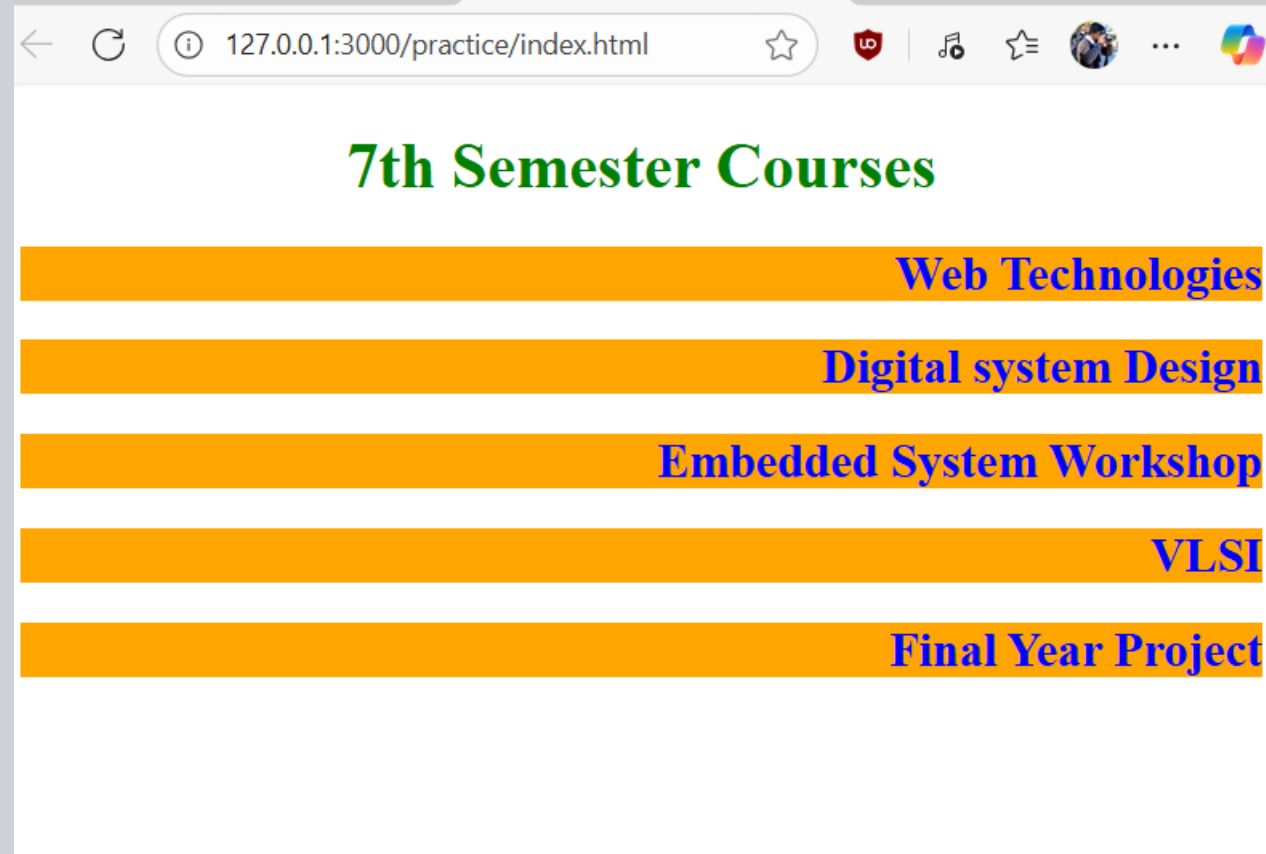 127.0.0.1:3000/practice/index.html
7th Semester Courses
Web Technologies
Digital system Design
Embedded System Workshop
VLSI
Final Year Project